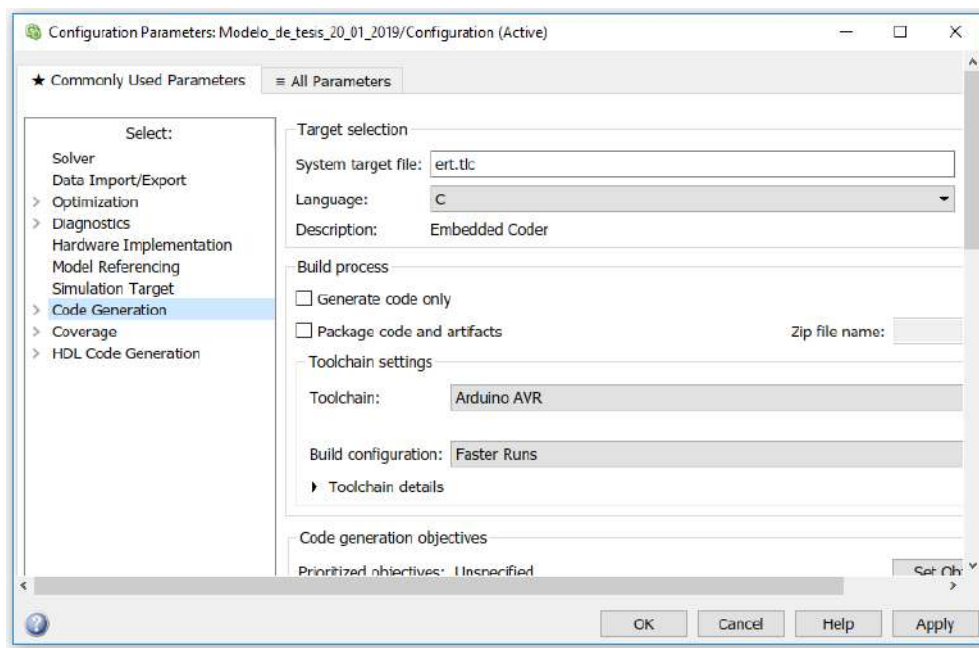 Configuration Parameters: Modelo_de_tesis_20_01_2019/Configuration (Active)
★ Commonly Used Parameters
≡ All Parameters
Select:
Solver
Data Import/Export
Optimization
Diagnostics
Hardware Implementation
Model Referencing
Simulation Target
Code Generation
Coverage
HDL Code Generation
Target selection
System target file: ert.tlc
Language: C
Description: Embedded Coder
Build process
Generate code only
Package code and artifacts Zip file name:
Toolchain settings
Toolchain: Arduino AVR
Build configuration: Faster Runs
Toolchain details
Code generation objectives
Prioritized objectives: Unspecified Set Ob
OK Cancel Help Apply